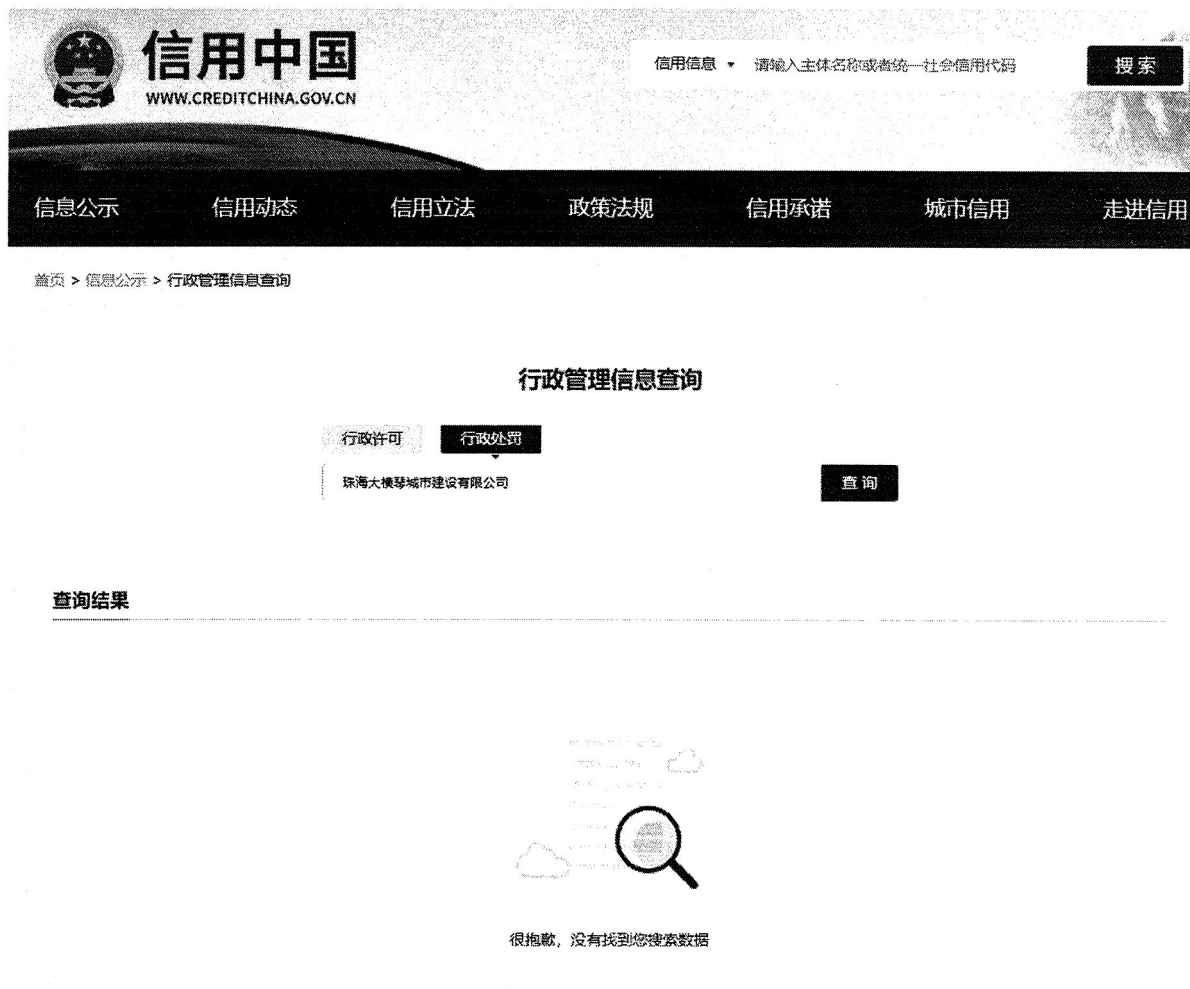 信用中国
WWW.CREDITCHINA.GOV.CN
信用信息 请输入主体名称或者统一社会信用代码 搜索
信息公示 信用动态 信用立法 政策法规 信用承诺 城市信用 走进信用
首页 > 信息公示 > 行政管理信息查询
行政管理信息查询
行政许可 行政处罚
珠海大横琴城市建设有限公司 查询
查询结果
很抱歉，没有找到您搜索数据